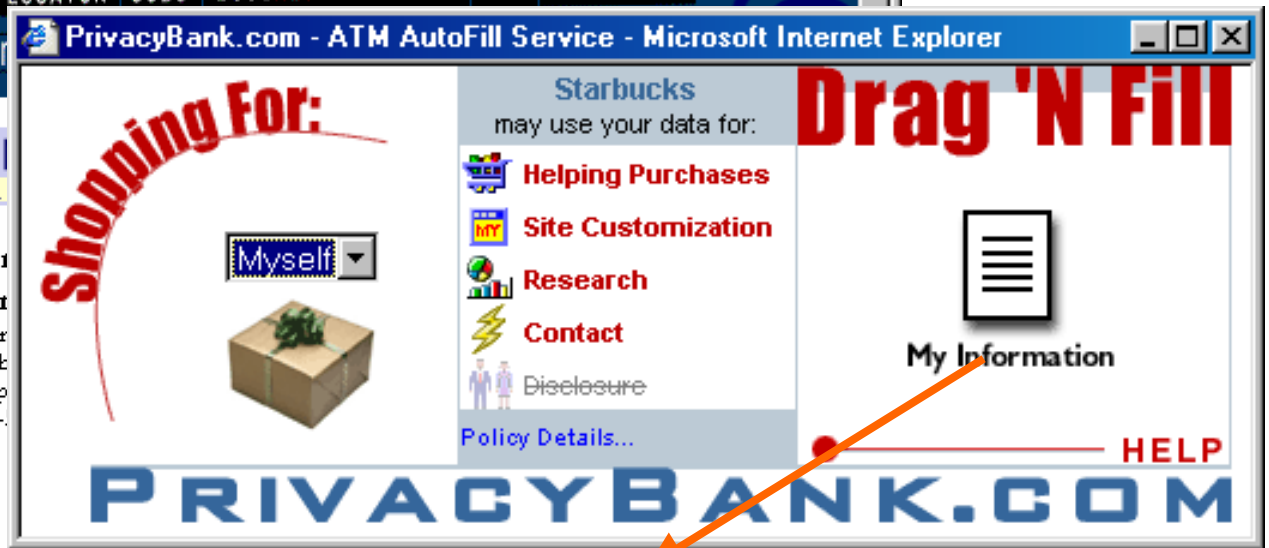 PrivacyBank.com - ATM AutoFill Service - Microsoft Internet Explorer
Shopping For:
Myself
Starbucks
may use your data for:
Helping Purchases
MY
Site Customization
Research
Contact
Disclosure
Policy Details...
Drag 'N Fill
My Information
HELP
PRIVACYBANK.COM